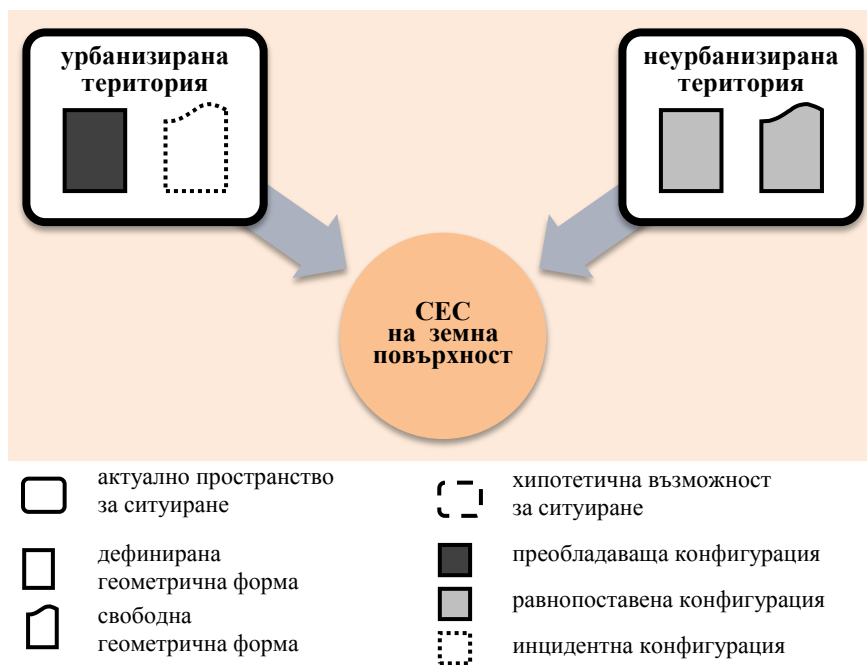 урбанизирана
територия
неурбанизирана
територия
СЕС
на земна
повърхност
актуално пространство
за ситуиране
дефинирана
геометрична форма
свободна
геометрична форма
хипотетична възможност
за ситуиране
преобладаваща конфигурация
равнопоставена конфигурация
инцидентна конфигурация